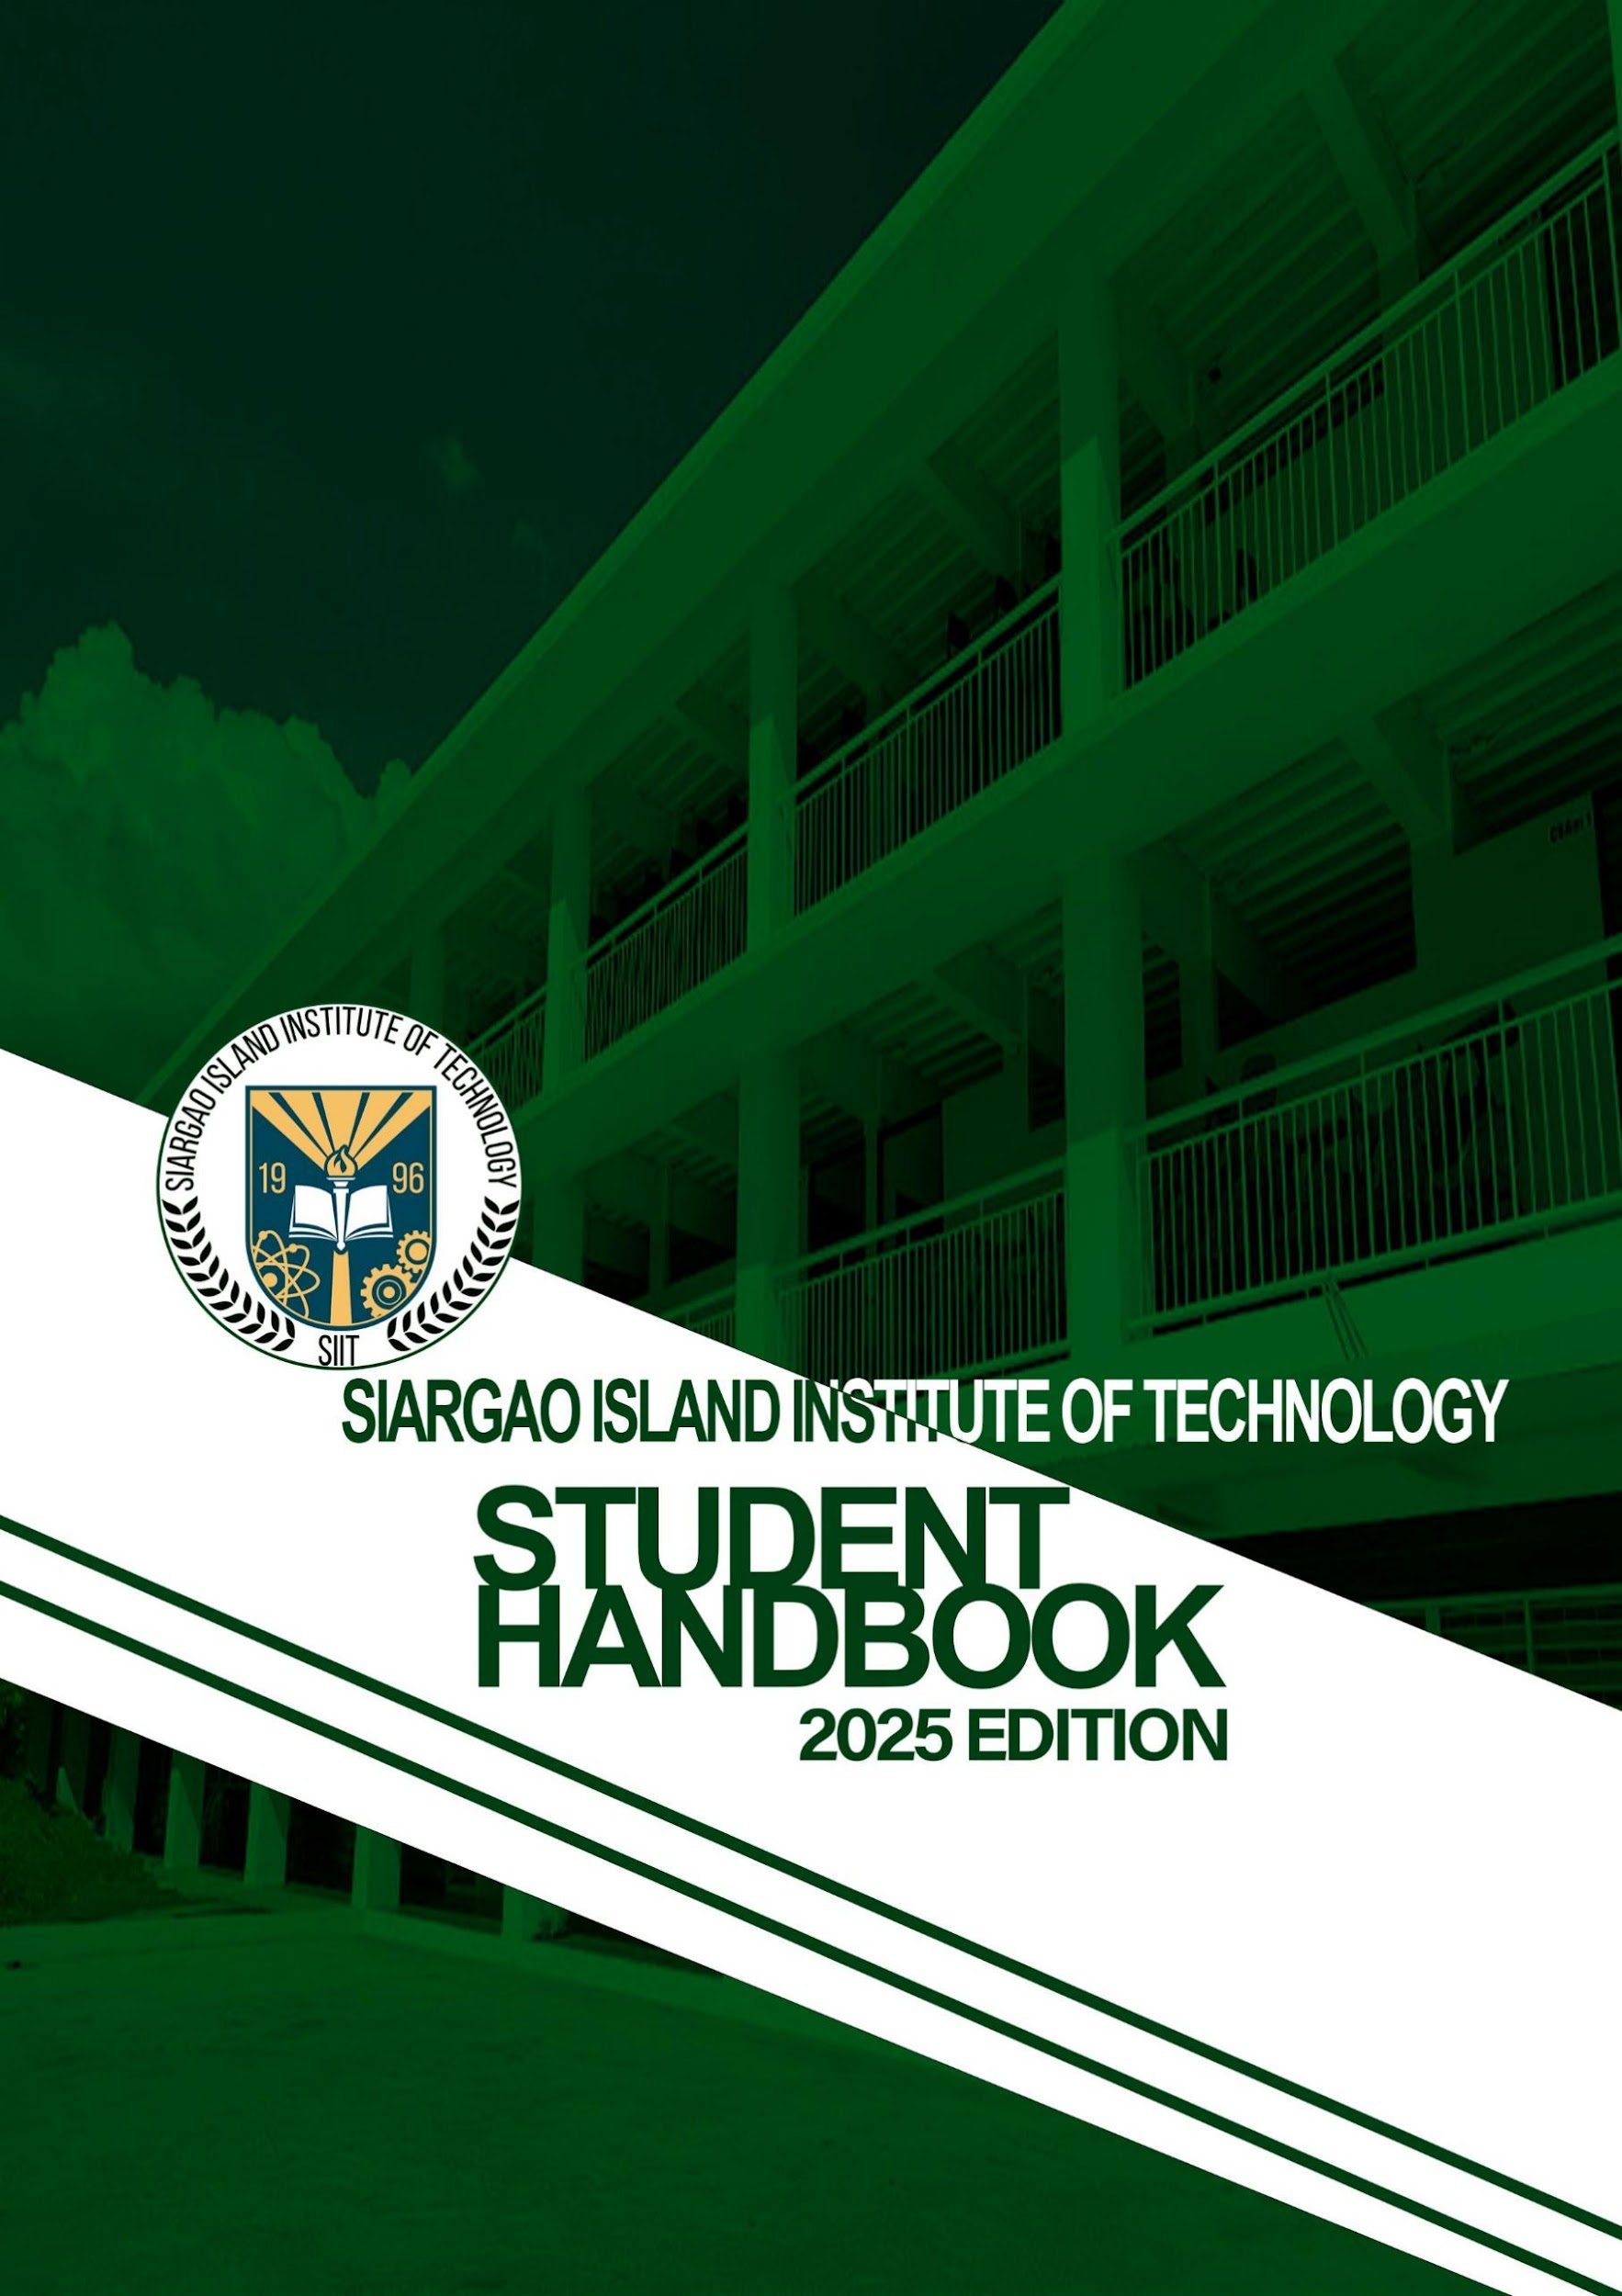 SIARGAO ISLAND INSTITUTE OF TECHNOLOGY
19 96
SIIT
SIARGAO ISLAND INSTITUTE OF TECHNOLOGY
STUDENT
HANDBOOK
2025 EDITION